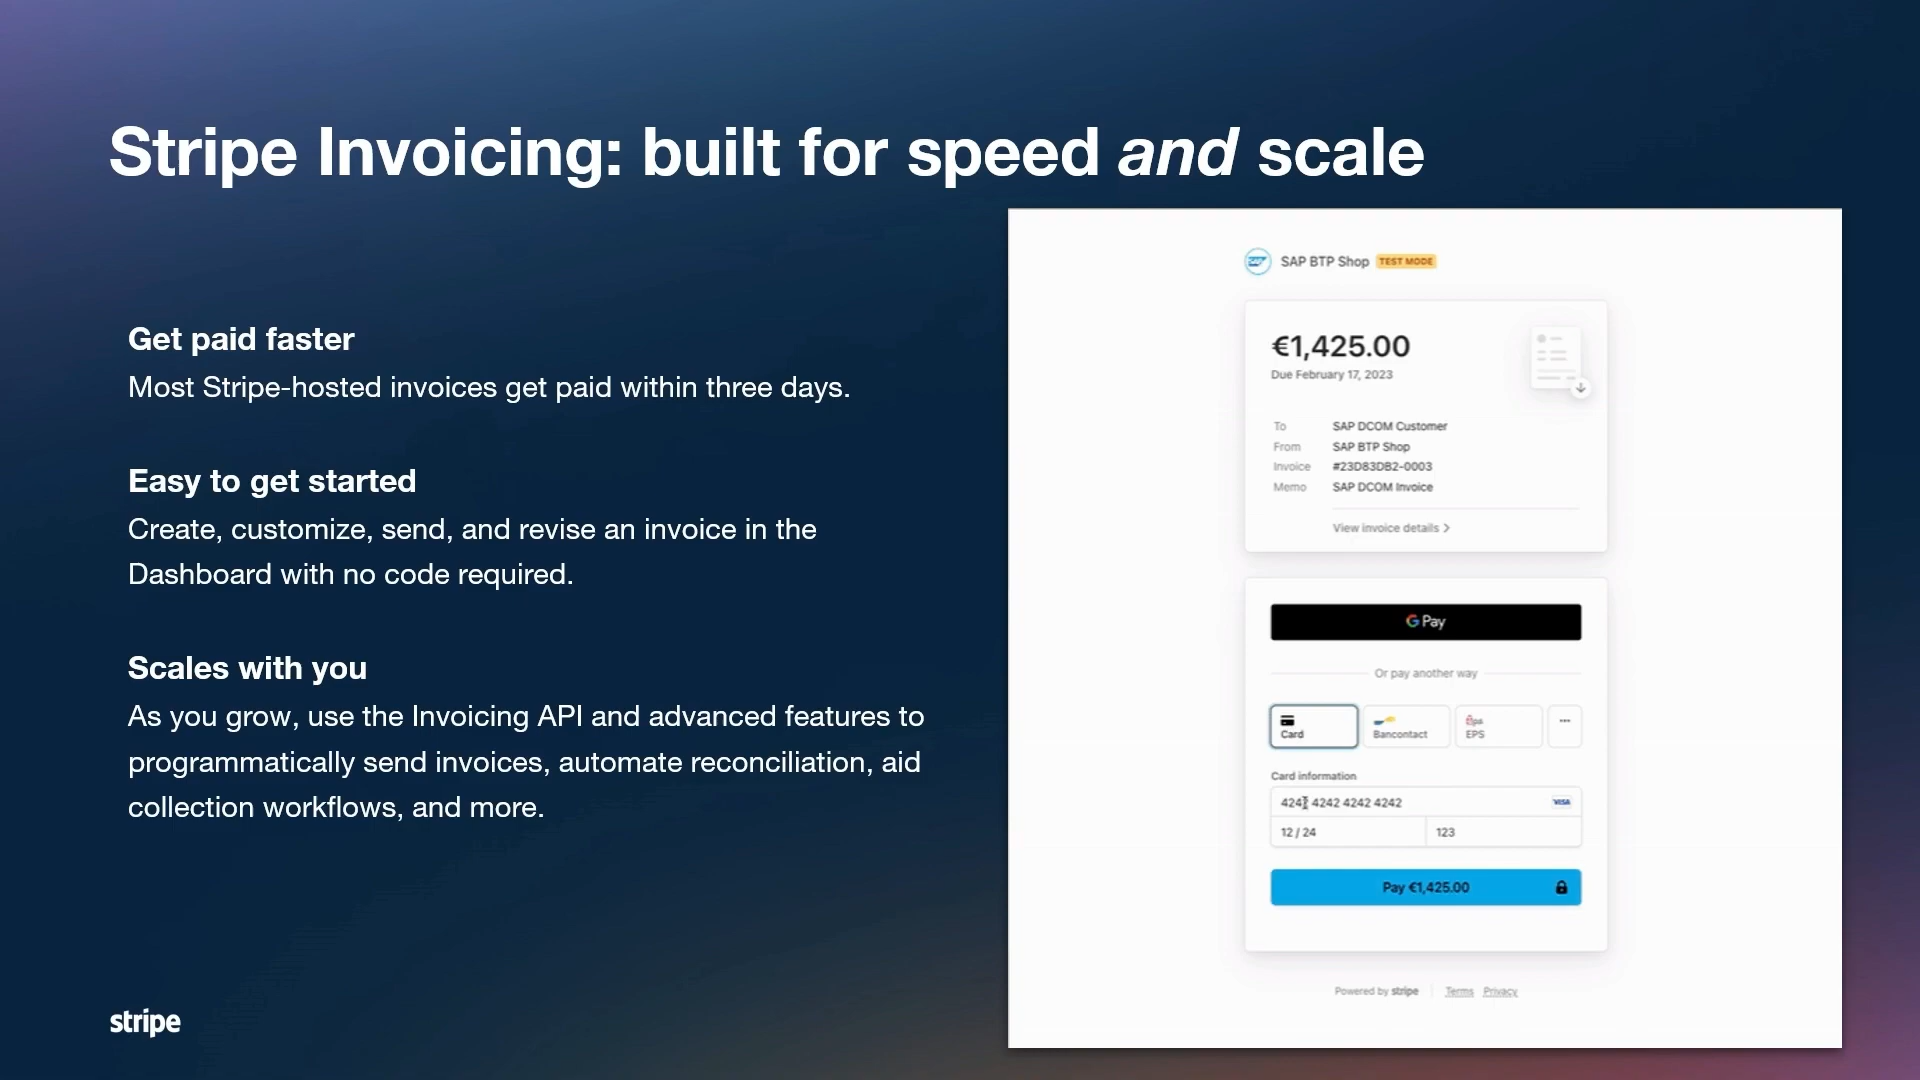 Stripe Invoicing: built for speed and scale
Get paid faster
Most Stripe-hosted invoices get paid within three days.
Easy to get started
Create, customize, send, and revise an invoice in the
Dashboard with no code required.
Scales with you
As you grow, use the Invoicing API and advanced features to
programmatically send invoices, automate reconciliation, aid
collection workflows, and more.
stripe
SAP BTP Shop TEST MODE
€1,425.00
Due February 17, 2023
To SAP DCOM Customer
From SAP BTP Shop
Invoice #23D83DB2-0003
Memo SAP DCOM Invoice
View invoice details >
G Pay
Or pay another way
Card
Bancontact
eps
EPS
...
Card information
4242 4242 4242 4242 VISA
12 / 24 123
Pay €1,425.00
Powered by stripe Terms Privacy